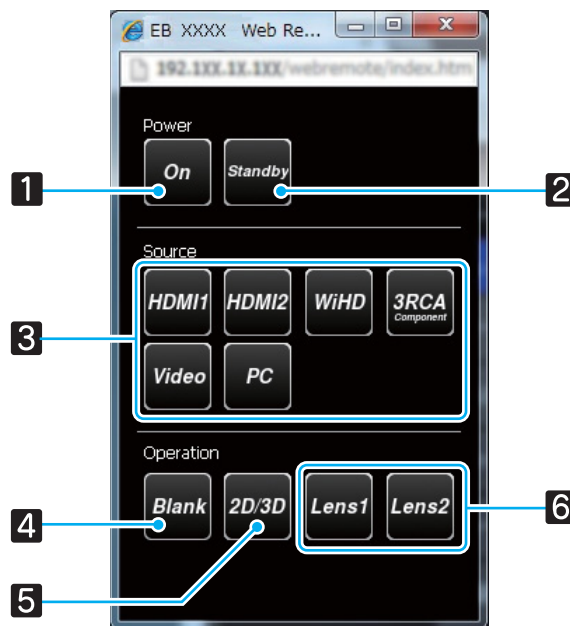 EB XXXX Web Re...
192.1XX.1X.1XX/webremote/index.htm
Power
1 On Standby 2
Source
3 HDMI1 HDMI2 WiHD 3RCA Component
Video PC
Operation
4 Blank 2D/3D Lens1 Lens2 6
5